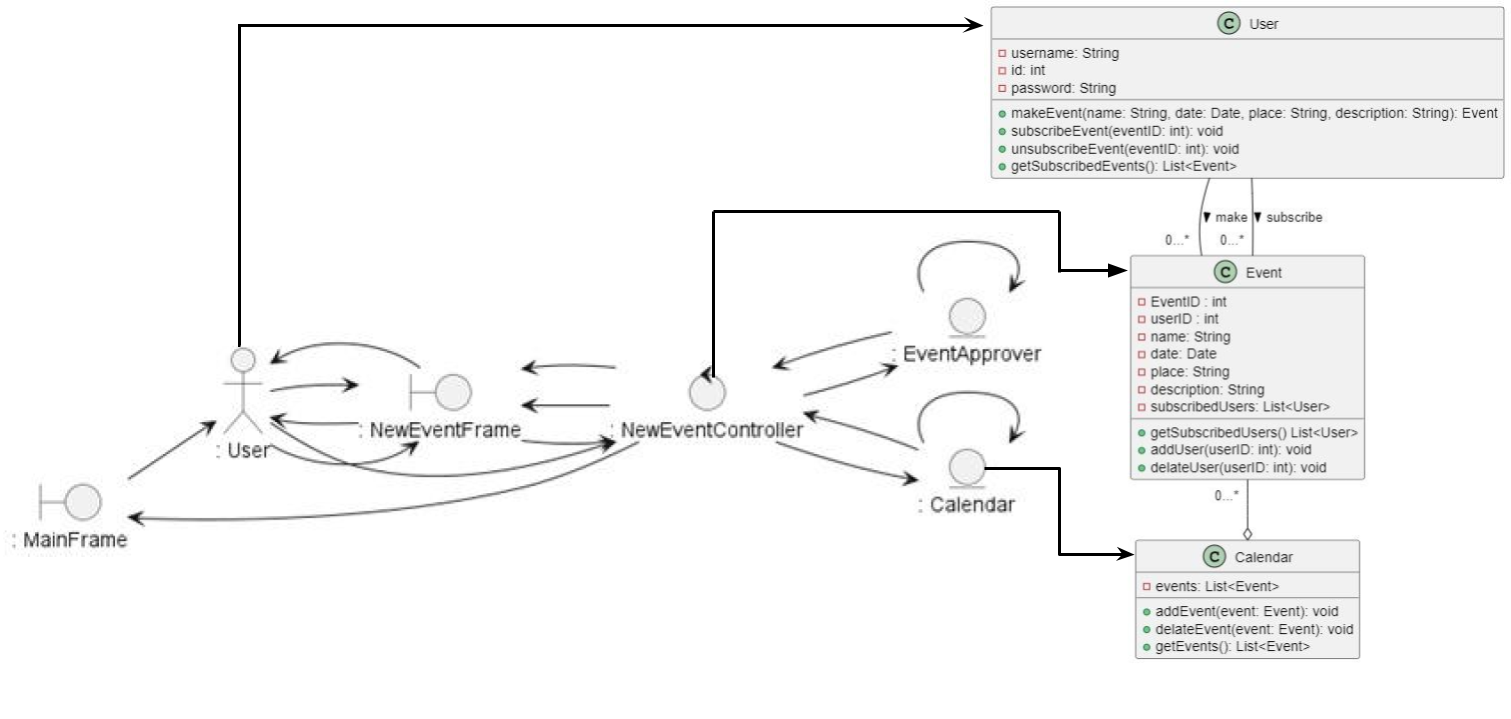 C User
username: String
id: int
password: String
makeEvent(name: String, date: Date, place: String, description: String): Event
subscribeEvent(eventID: int): void
unsubscribeEvent(eventID: int): void
getSubscribedEvents(): List<Event>
make
subscribe
0...*
0...*
C Event
EventID : int
userID : int
name: String
date: Date
place: String
description: String
subscribedUsers: List<User>
getSubscribedUsers() List<User>
addUser(userID: int): void
delateUser(userID: int): void
0...*
C Calendar
events: List<Event>
addEvent(event: Event): void
delateEvent(event: Event): void
getEvents(): List<Event>
: EventApprover
: NewEventFrame
: NewEventController
: User
: Calendar
: MainFrame